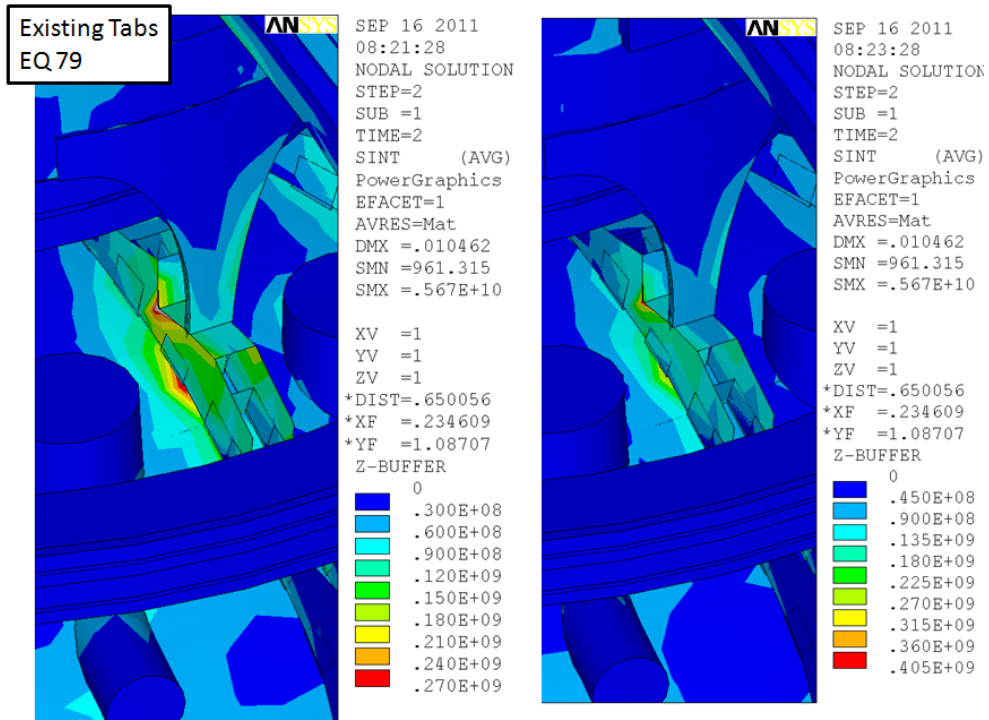 Existing Tabs
EQ 79
ANSYS
SEP 16 2011
08:21:28
NODAL SOLUTION
STEP=2
SUB =1
TIME=2
SINT (AVG)
PowerGraphics
EFACET=1
AVRES=Mat
DMX =.010462
SMN =961.315
SMX =.567E+10
XV =1
YV =1
ZV =1
*DIST=.650056
*XF =.234609
*YF =1.08707
Z-BUFFER
0
.300E+08
.600E+08
.900E+08
.120E+09
.150E+09
.180E+09
.210E+09
.240E+09
.270E+09
ANSYS
SEP 16 2011
08:23:28
NODAL SOLUTION
STEP=2
SUB =1
TIME=2
SINT (AVG)
PowerGraphics
EFACET=1
AVRES=Mat
DMX =.010462
SMN =961.315
SMX =.567E+10
XV =1
YV =1
ZV =1
*DIST=.650056
*XF =.234609
*YF =1.08707
Z-BUFFER
0
.450E+08
.900E+08
.135E+09
.180E+09
.225E+09
.270E+09
.315E+09
.360E+09
.405E+09